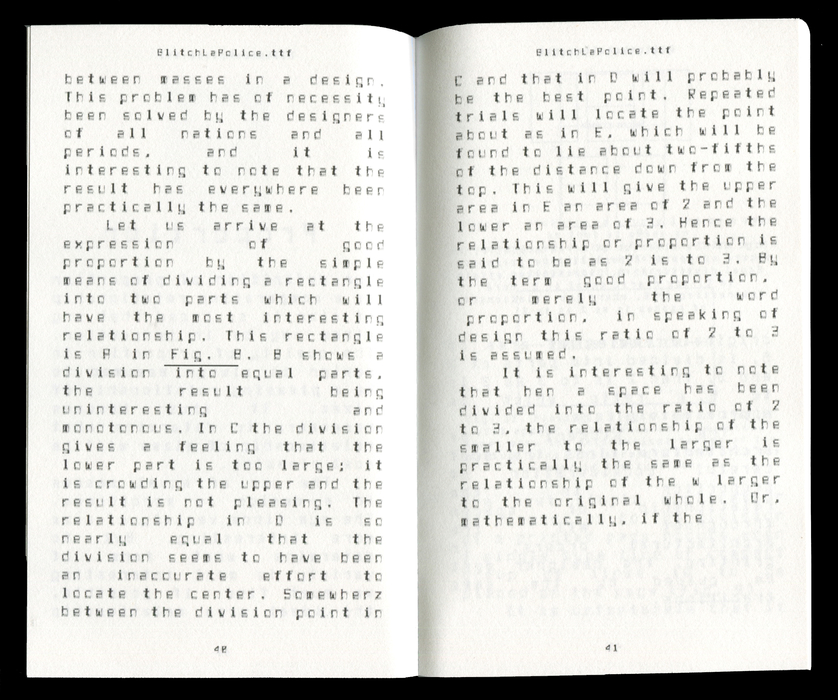 GlitchLaPolice.ttf
between masses in a design.
This problem has of necessity
been solved by the designers
of all nations and all
periods, and it is
interesting to note that the
result has everywhere been
practically the same.
Let us arrive at the
expression of good
proportion by the simple
means of dividing a rectangle
into two parts which will
have the most interesting
relationship. This rectangle
is A in Fig. 8. B shows a
division into equal parts,
the result being
uninteresting and
monotonous. In C the division
gives a feeling that the
lower part is too large; it
is crowding the upper and the
result is not pleasing. The
relationship in D is so
nearly equal that the
division seems to have been
an inaccurate effort to
locate the center. Somewherz
between the division point in
40
GlitchLaPolice.ttf
C and that in D will probably
be the best point. Repeated
trials will locate the point
about as in E, which will be
found to lie about two-fifths
of the distance down from the
top. This will give the upper
area in E an area of 2 and the
lower an area of 3. Hence the
relationship or proportion is
said to be as 2 is to 3. By
the term good proportion,
or merely the word
proportion, in speaking of
design this ratio of 2 to 3
is assumed.
It is interesting to note
that hen a space has been
divided into the ratio of 2
to 3, the relationship of the
smaller to the larger is
practically the same as the
relationship of the w larger
to the original whole. Or,
mathematically, if the
41